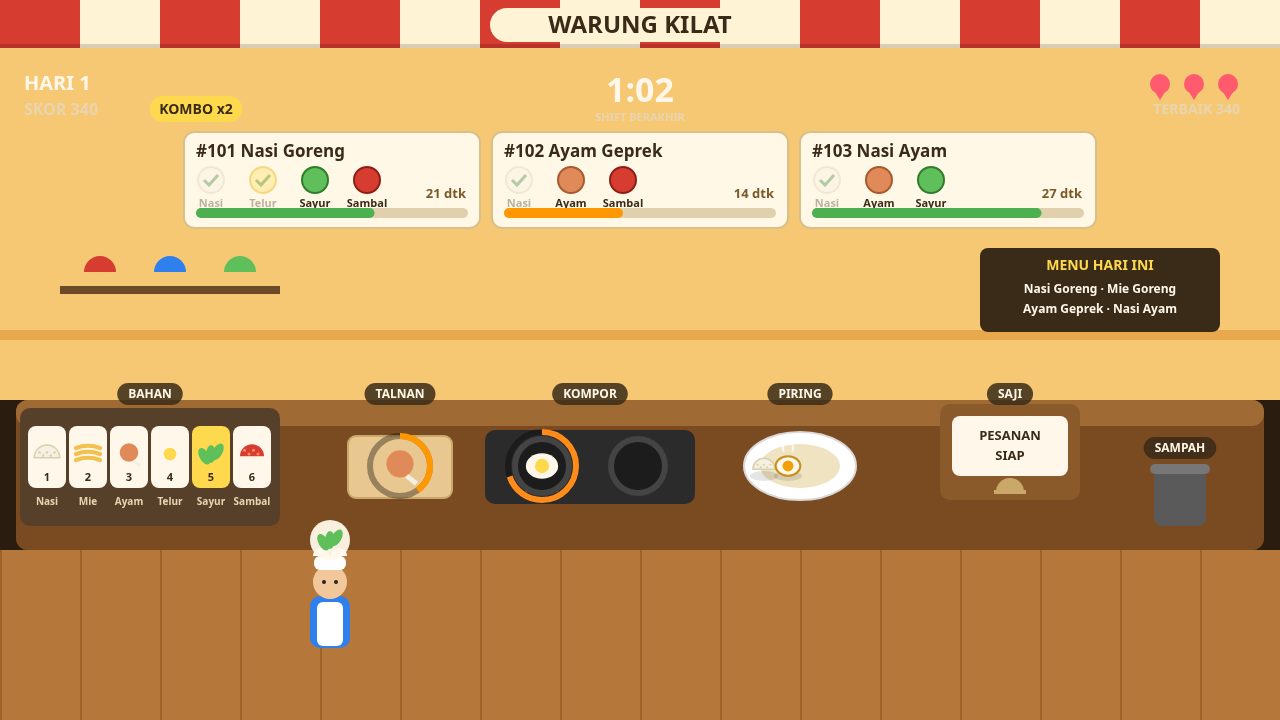 WARUNG KILAT
HARI 1
SKOR 340
KOMBO x2
1:02
SHIFT BERAKHIR
TERBAIK 340
#101 Nasi Goreng
Nasi Telur Sayur Sambal
21 dtk
#102 Ayam Geprek
Nasi Ayam Sambal
14 dtk
#103 Nasi Ayam
Nasi Ayam Sayur
27 dtk
MENU HARI INI
Nasi Goreng · Mie Goreng
Ayam Geprek · Nasi Ayam
BAHAN
TALNAN
KOMPOR
PIRING
SAJI
SAMPAH
PESANAN
SIAP
1 2 3 4 5 6
Nasi Mie Ayam Telur Sayur Sambal